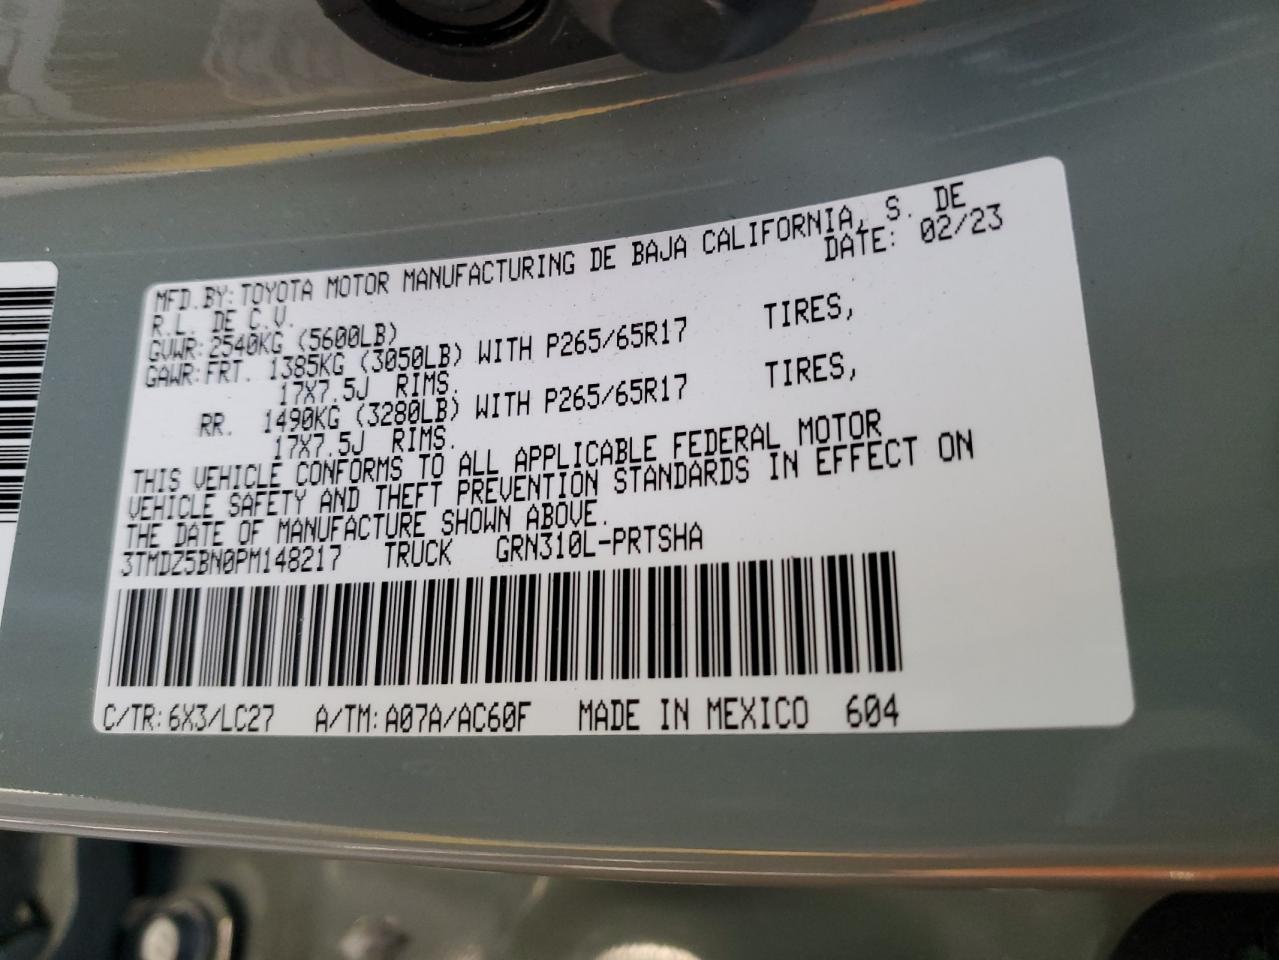 MFD.BY:TOYOTA MOTOR MANUFACTURING DE BAJA CALIFORNIA, S. DE
R.L. DE C.V. DATE: 02/23
GVWR:2540KG (5600LB)
GAWR:FRT. 1385KG (3050LB) WITH P265/65R17 TIRES,
17X7.5J RIMS.
RR. 1490KG (3280LB) WITH P265/65R17 TIRES,
17X7.5J RIMS.
THIS VEHICLE CONFORMS TO ALL APPLICABLE FEDERAL MOTOR
VEHICLE SAFETY AND THEFT PREVENTION STANDARDS IN EFFECT ON
THE DATE OF MANUFACTURE SHOWN ABOVE.
3TMDZ5BN0PM148217 TRUCK GRN310L-PRTSHA
C/TR:6X3/LC27 A/TM:A07A/AC60F MADE IN MEXICO 604